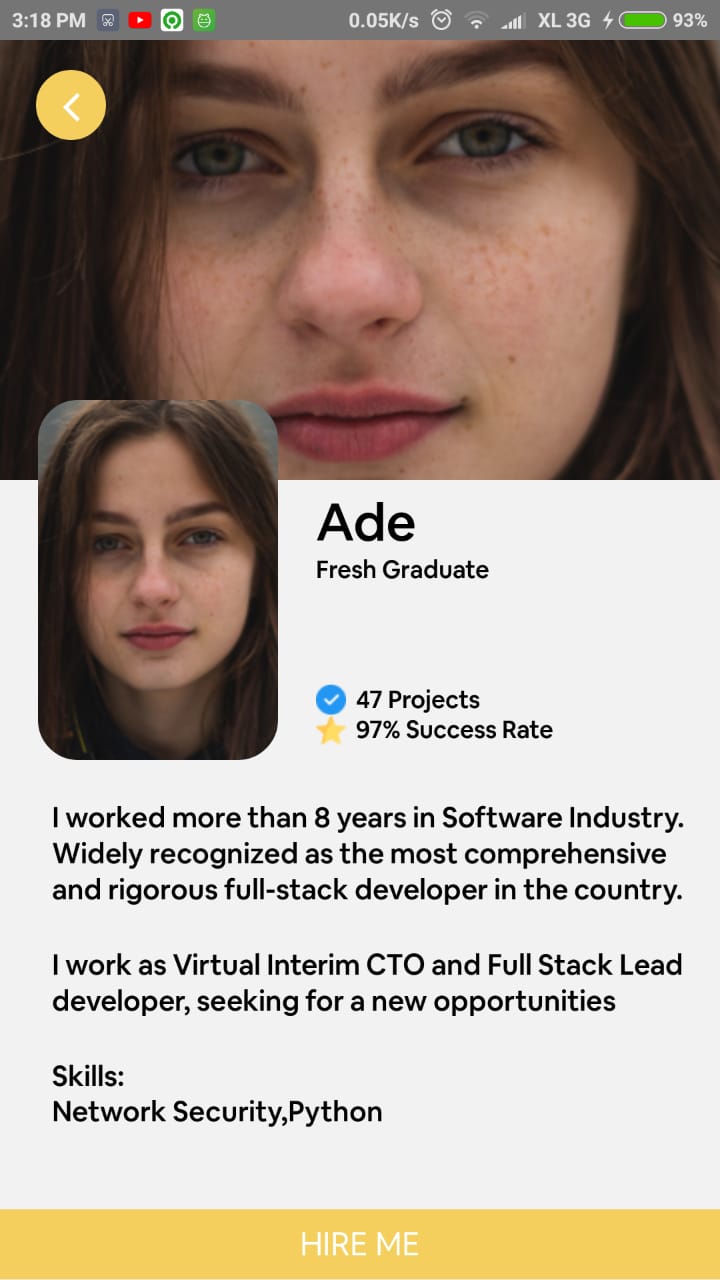 3:18 PM 0.05K/s XL 3G 93%
Ade
Fresh Graduate
47 Projects
97% Success Rate
I worked more than 8 years in Software Industry.
Widely recognized as the most comprehensive
and rigorous full-stack developer in the country.
I work as Virtual Interim CTO and Full Stack Lead
developer, seeking for a new opportunities
Skills:
Network Security,Python
HIRE ME